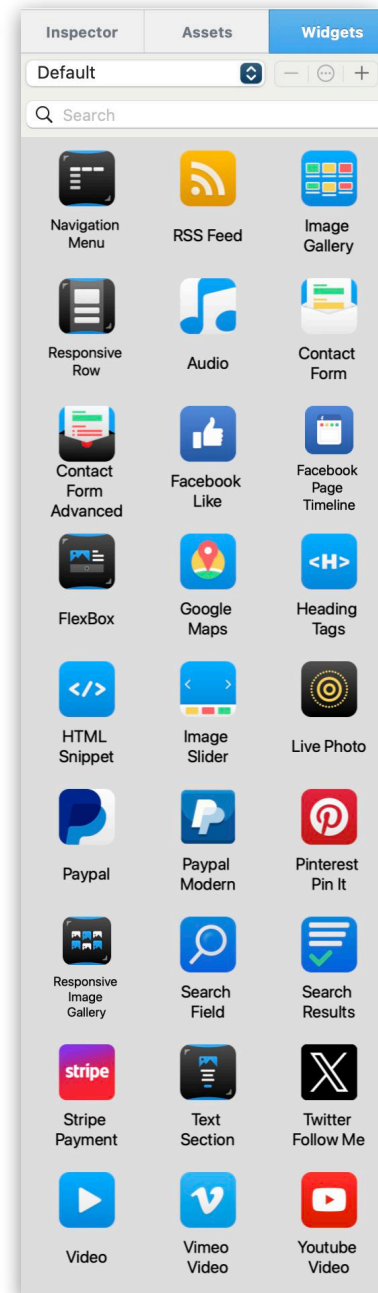 Inspector Assets Widgets
Default
Search
Navigation
Menu
RSS Feed
Image
Gallery
Responsive
Row
Audio
Contact
Form
Contact
Form
Advanced
Facebook
Like
Facebook
Page
Timeline
FlexBox
Google
Maps
<H>
Heading
Tags
</>
HTML
Snippet
Image
Slider
Live Photo
Paypal
Paypal
Modern
Pinterest
Pin It
Responsive
Image
Gallery
Search
Field
Search
Results
stripe
Stripe
Payment
Text
Section
Twitter
Follow Me
Video
Vimeo
Video
Youtube
Video